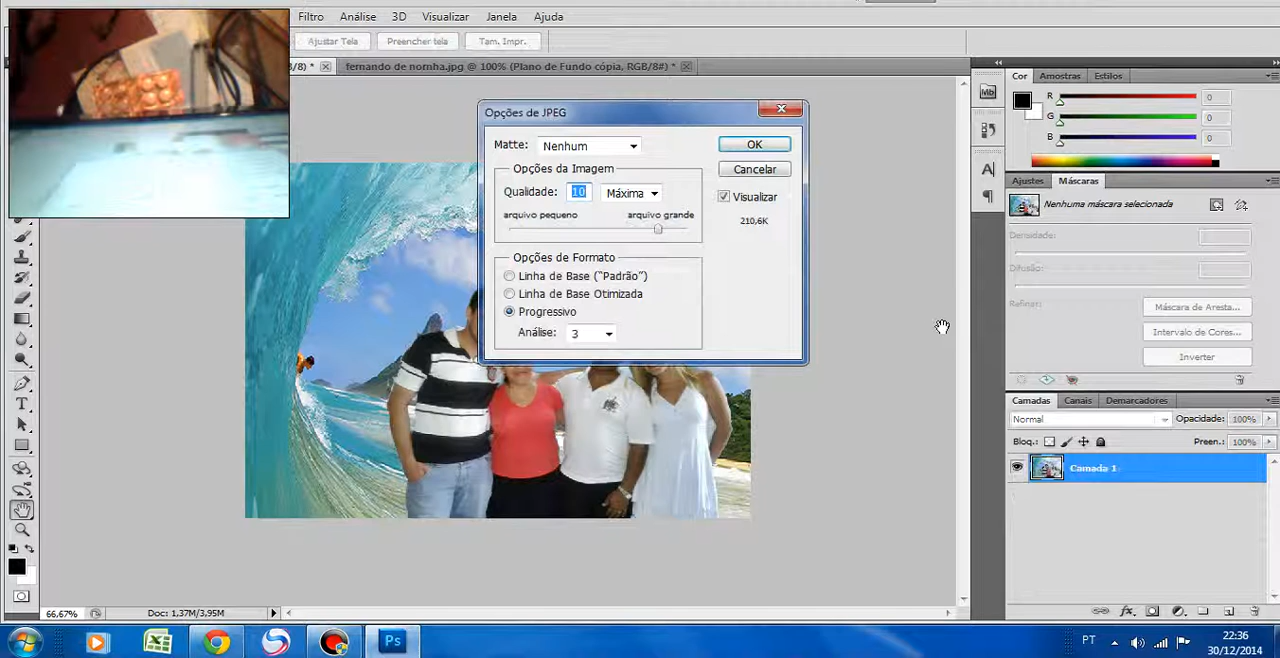 Filtro Análise 3D Visualizar Janela Ajuda
Ajustar Tela Preencher tela Tam. Impr.
/8) * fernando de nornha.jpg @ 100% (Plano de Fundo cópia, RGB/8#) *
Opções de JPEG
Matte: Nenhum
OK
Cancelar
Visualizar
210,6K
Opções da Imagem
Qualidade: 10 Máxima
arquivo pequeno arquivo grande
Opções de Formato
Linha de Base ("Padrão")
Linha de Base Otimizada
Progressivo
Análise: 3
Cor Amostras Estilos
R 0
G 0
B 0
Mb
Ajustes Máscaras
Nenhuma máscara selecionada
Densidade:
Difusão:
Refinar: Máscara de Aresta...
Intervalo de Cores...
Inverter
Camadas Canais Demarcadores
Normal Opacidade: 100%
Bloq.: Preen.: 100%
Camada 1
66,67% Doc: 1,37M/3,95M
Ps
PT
22:36
30/12/2014